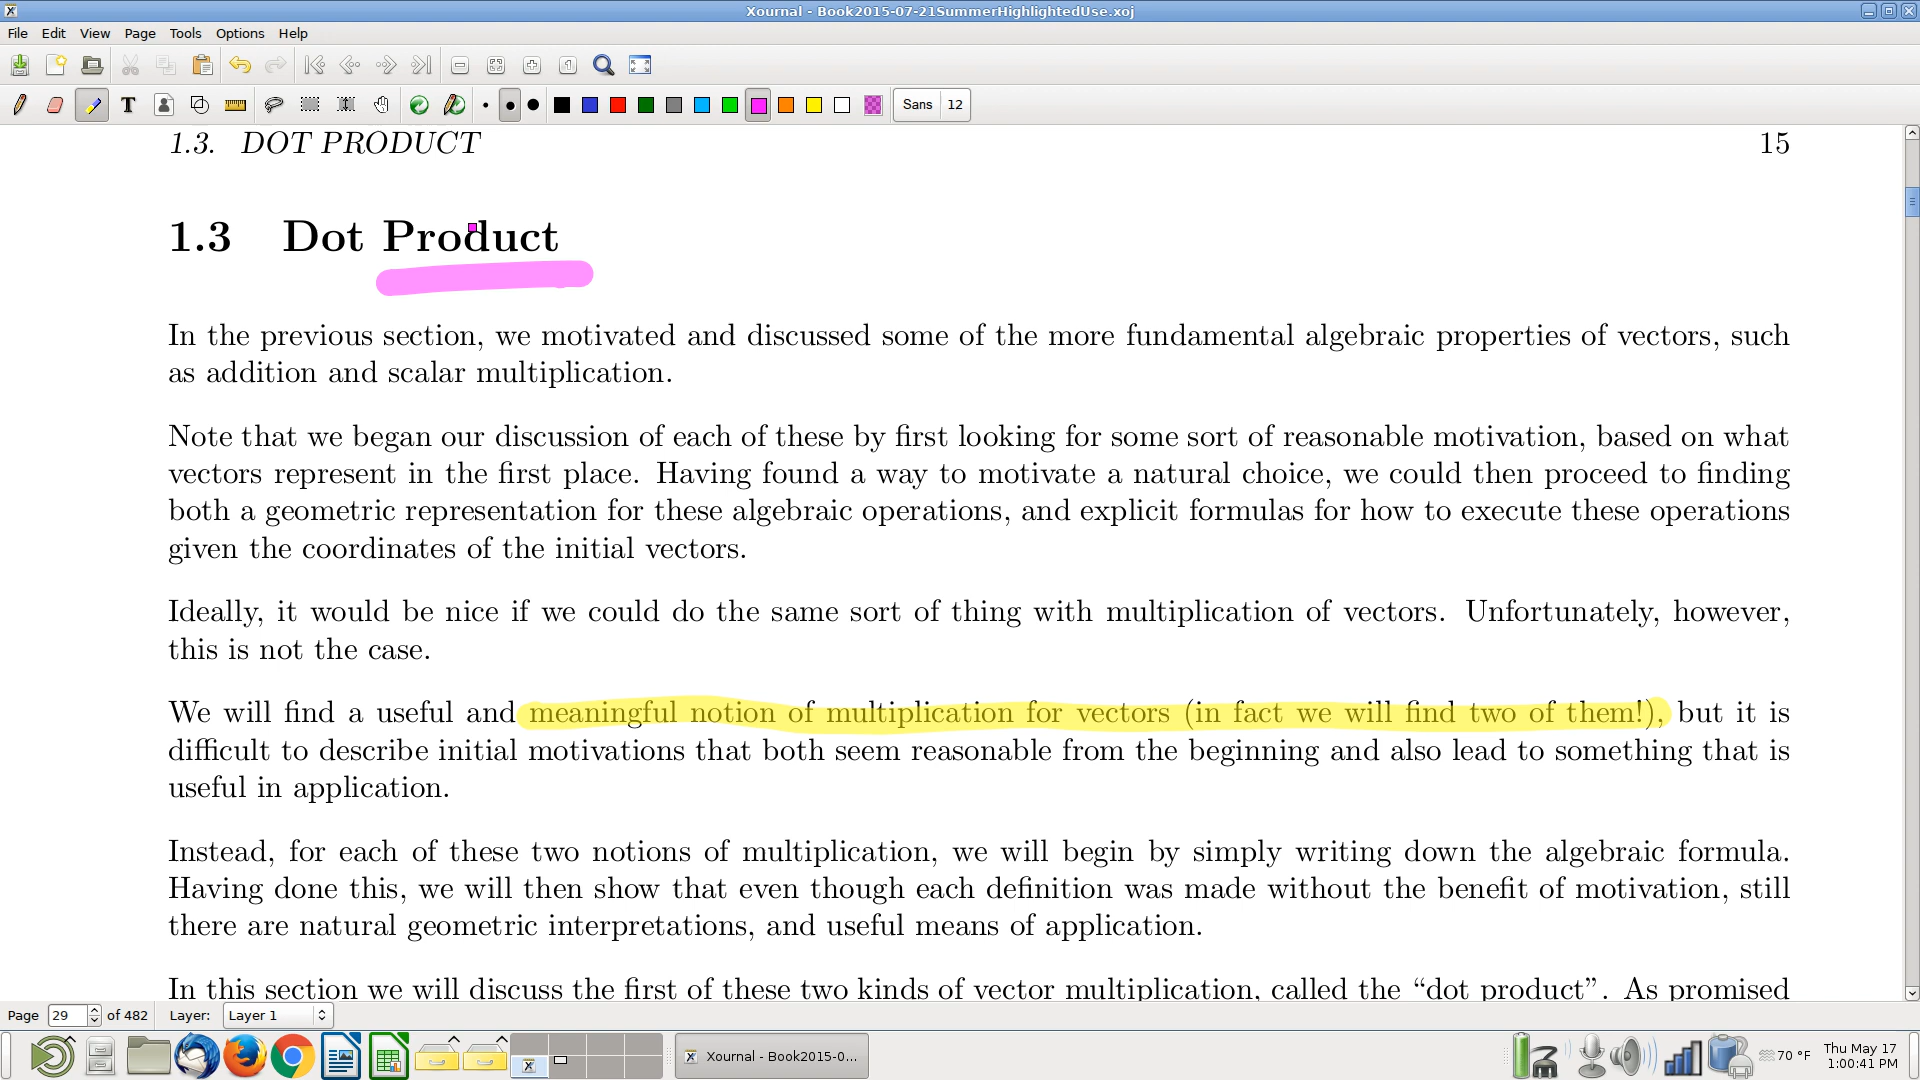 Xournal - Book2015-07-21SummerHighlightedUse.xoj
File Edit View Page Tools Options Help
T Sans 12
1.3. DOT PRODUCT 15
1.3 Dot Product
In the previous section, we motivated and discussed some of the more fundamental algebraic properties of vectors, such
as addition and scalar multiplication.
Note that we began our discussion of each of these by first looking for some sort of reasonable motivation, based on what
vectors represent in the first place. Having found a way to motivate a natural choice, we could then proceed to finding
both a geometric representation for these algebraic operations, and explicit formulas for how to execute these operations
given the coordinates of the initial vectors.
Ideally, it would be nice if we could do the same sort of thing with multiplication of vectors. Unfortunately, however,
this is not the case.
We will find a useful and meaningful notion of multiplication for vectors (in fact we will find two of them!), but it is
difficult to describe initial motivations that both seem reasonable from the beginning and also lead to something that is
useful in application.
Instead, for each of these two notions of multiplication, we will begin by simply writing down the algebraic formula.
Having done this, we will then show that even though each definition was made without the benefit of motivation, still
there are natural geometric interpretations, and useful means of application.
In this section we will discuss the first of these two kinds of vector multiplication, called the “dot product”. As promised
Page 29 of 482 Layer: Layer 1
Xournal - Book2015-0...
70 °F
Thu May 17
1:00:41 PM